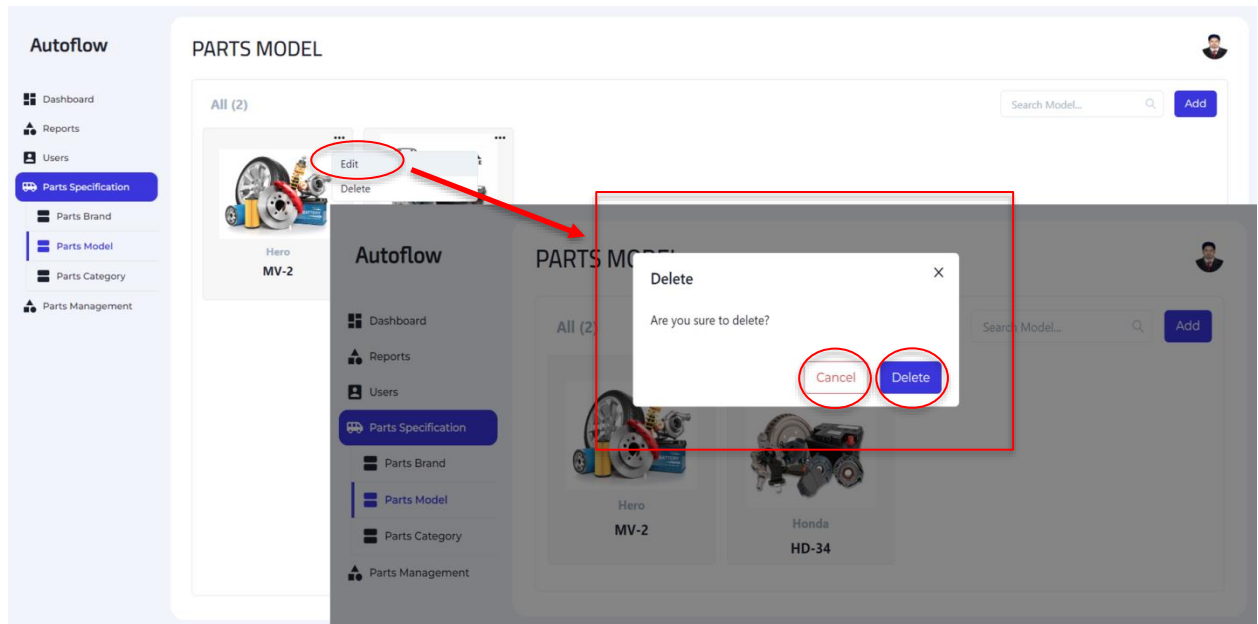 Autoflow
PARTS MODEL
Dashboard
Reports
Users
Parts Specification
Parts Brand
Parts Model
Parts Category
Parts Management
All (2)
Search Model...
Add
Edit
Delete
Hero
MV-2
Autoflow
PARTS MODEL
Dashboard
Reports
Users
Parts Specification
Parts Brand
Parts Model
Parts Category
Parts Management
All (2)
Search Model...
Add
Delete
X
Are you sure to delete?
Cancel
Delete
Hero
MV-2
Honda
HD-34